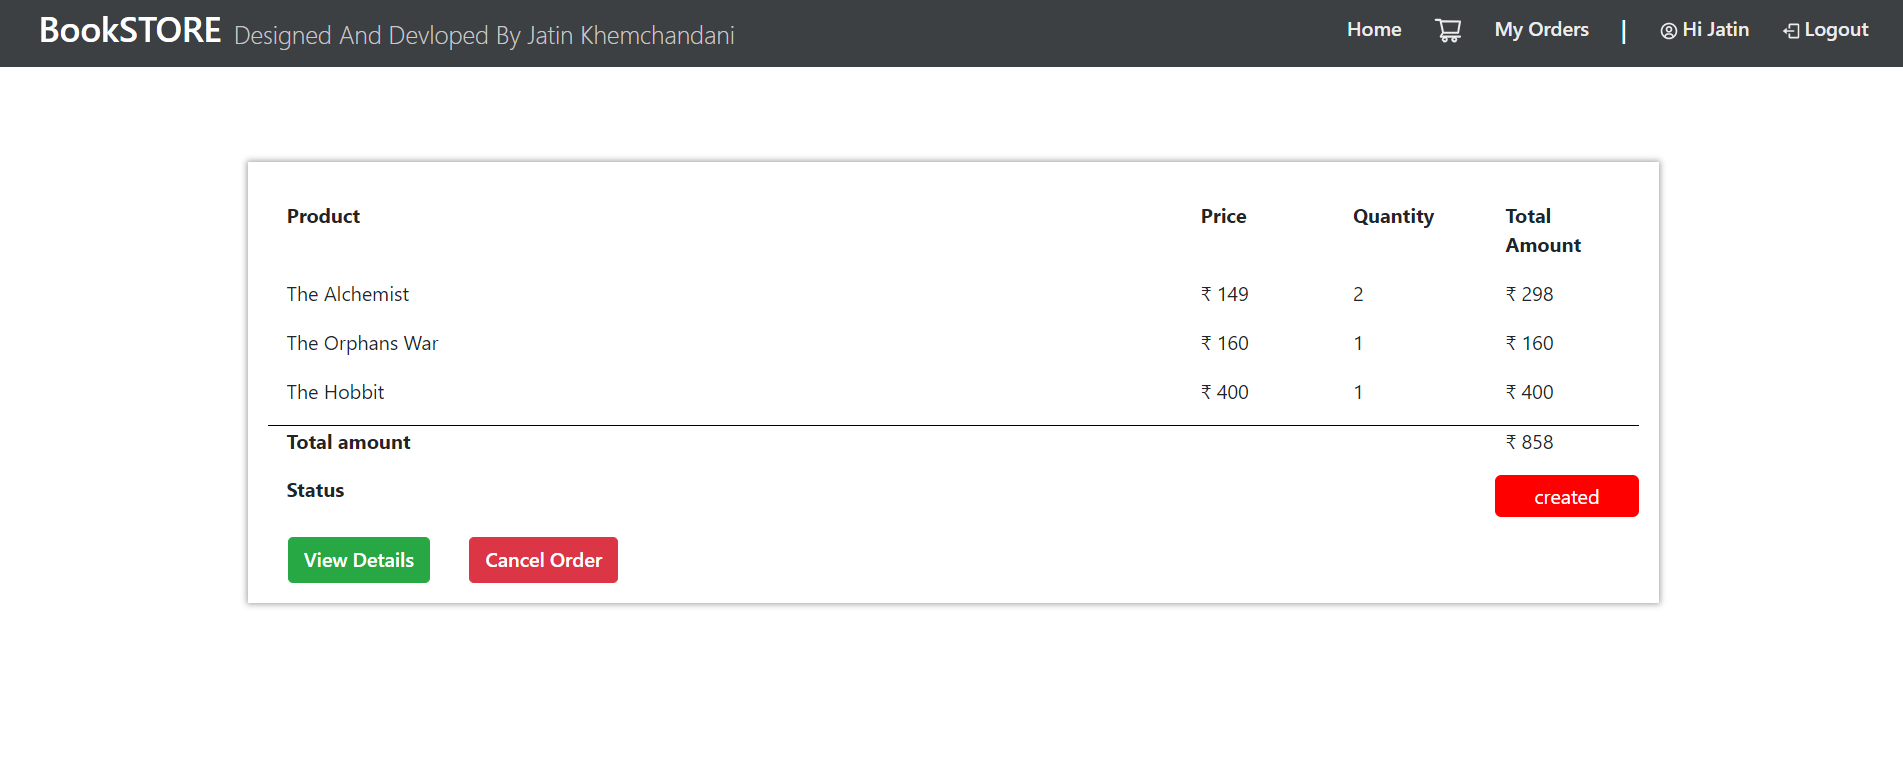 BookSTORE Designed And Devloped By Jatin Khemchandani Home My Orders | Hi Jatin Logout
Product Price Quantity Total Amount
The Alchemist ₹ 149 2 ₹ 298
The Orphans War ₹ 160 1 ₹ 160
The Hobbit ₹ 400 1 ₹ 400
Total amount ₹ 858
Status created
View Details Cancel Order